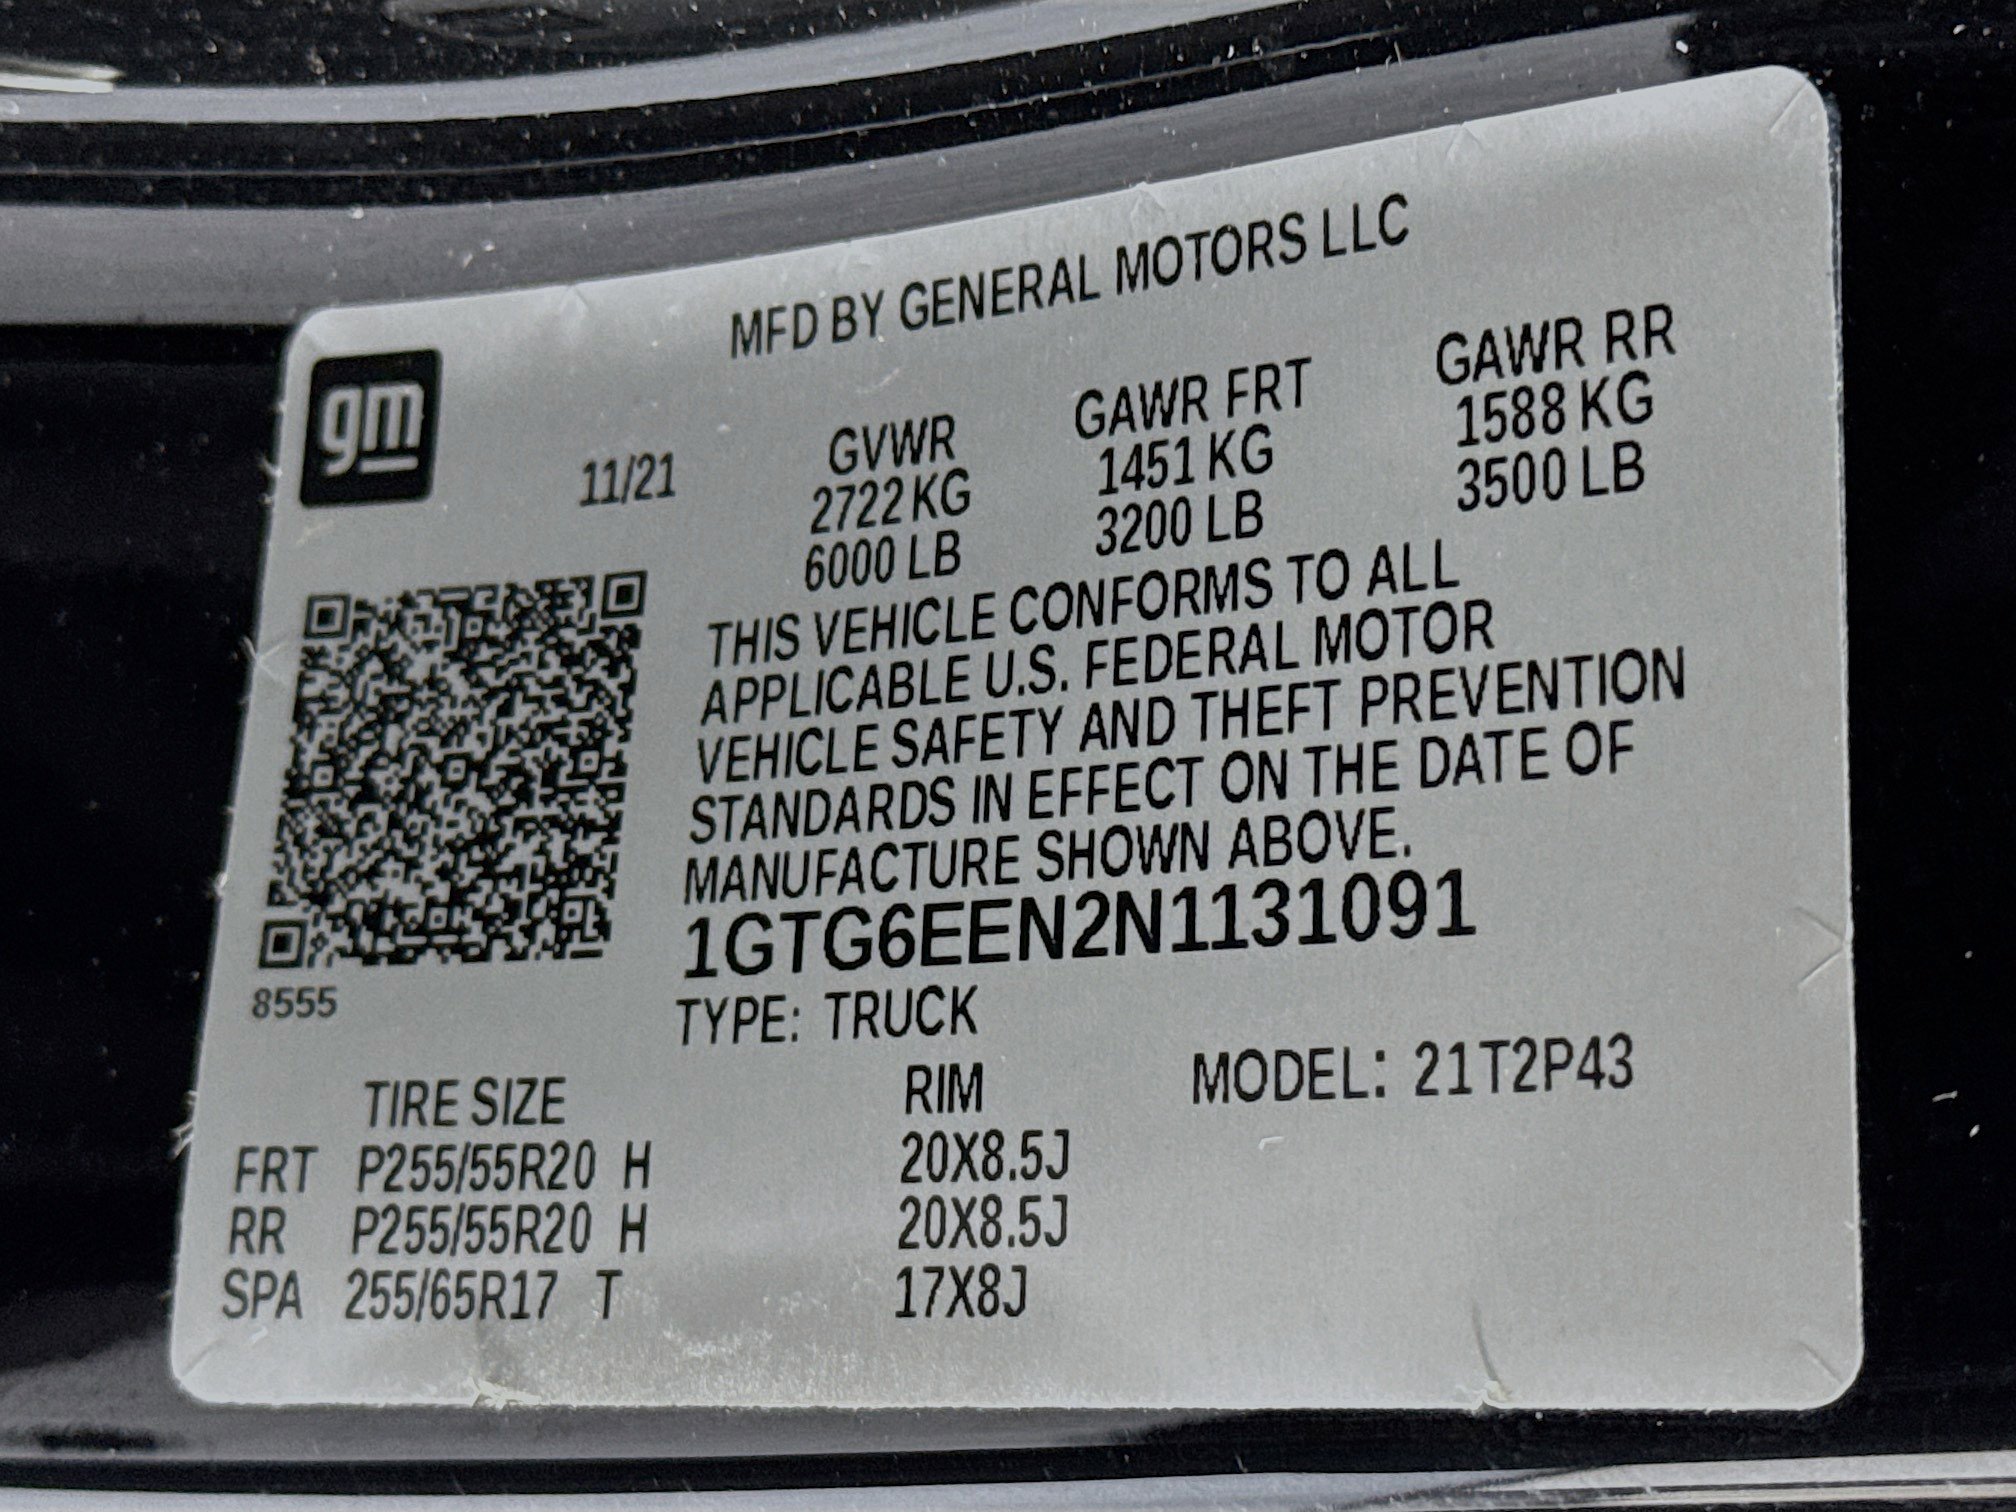 MFD BY GENERAL MOTORS LLC
gm
11/21 GVWR GAWR FRT GAWR RR
2722 KG 1451 KG 1588 KG
6000 LB 3200 LB 3500 LB
THIS VEHICLE CONFORMS TO ALL
APPLICABLE U.S. FEDERAL MOTOR
VEHICLE SAFETY AND THEFT PREVENTION
STANDARDS IN EFFECT ON THE DATE OF
MANUFACTURE SHOWN ABOVE.
1GTG6EEN2N1131091
8555
TYPE: TRUCK
TIRE SIZE RIM MODEL: 21T2P43
FRT P255/55R20 H 20X8.5J
RR P255/55R20 H 20X8.5J
SPA 255/65R17 T 17X8J